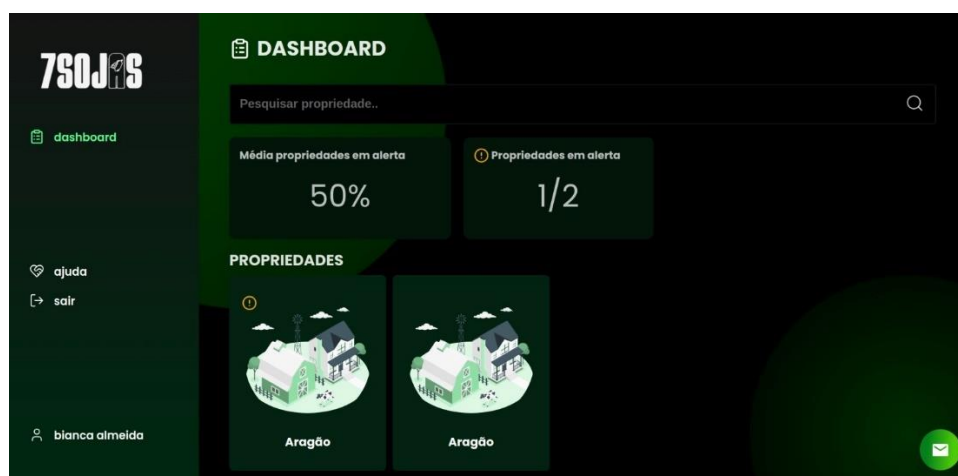 7SOJAS
dashboard
ajuda
sair
bianca almeida
DASHBOARD
Pesquisar propriedade..
Média propriedades em alerta
50%
Propriedades em alerta
1/2
PROPRIEDADES
Aragão
Aragão